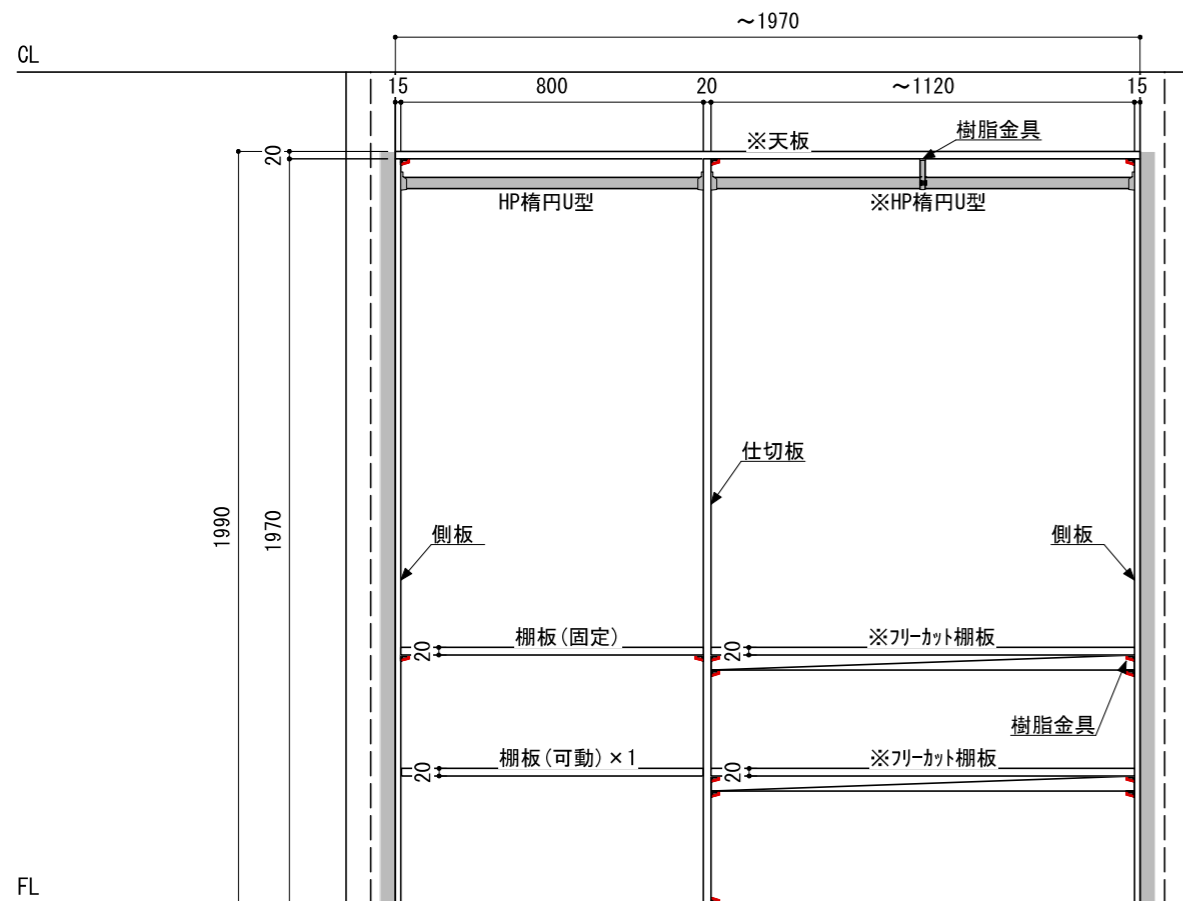 ~1970
CL
15
800
20
~1120
15
20
※天板
樹脂金具
HP楕円U型
※HP楕円U型
仕切板
1990
1970
側板
側板
20
棚板(固定)
20
※フリーカット棚板
樹脂金具
20
棚板(可動)×1
20
※フリーカット棚板
FL